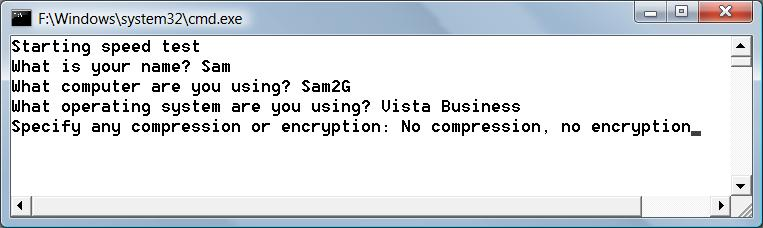 F:\Windows\system32\cmd.exe
Starting speed test
What is your name? Sam
What computer are you using? Sam2G
What operating system are you using? Vista Business
Specify any compression or encryption: No compression, no encryption